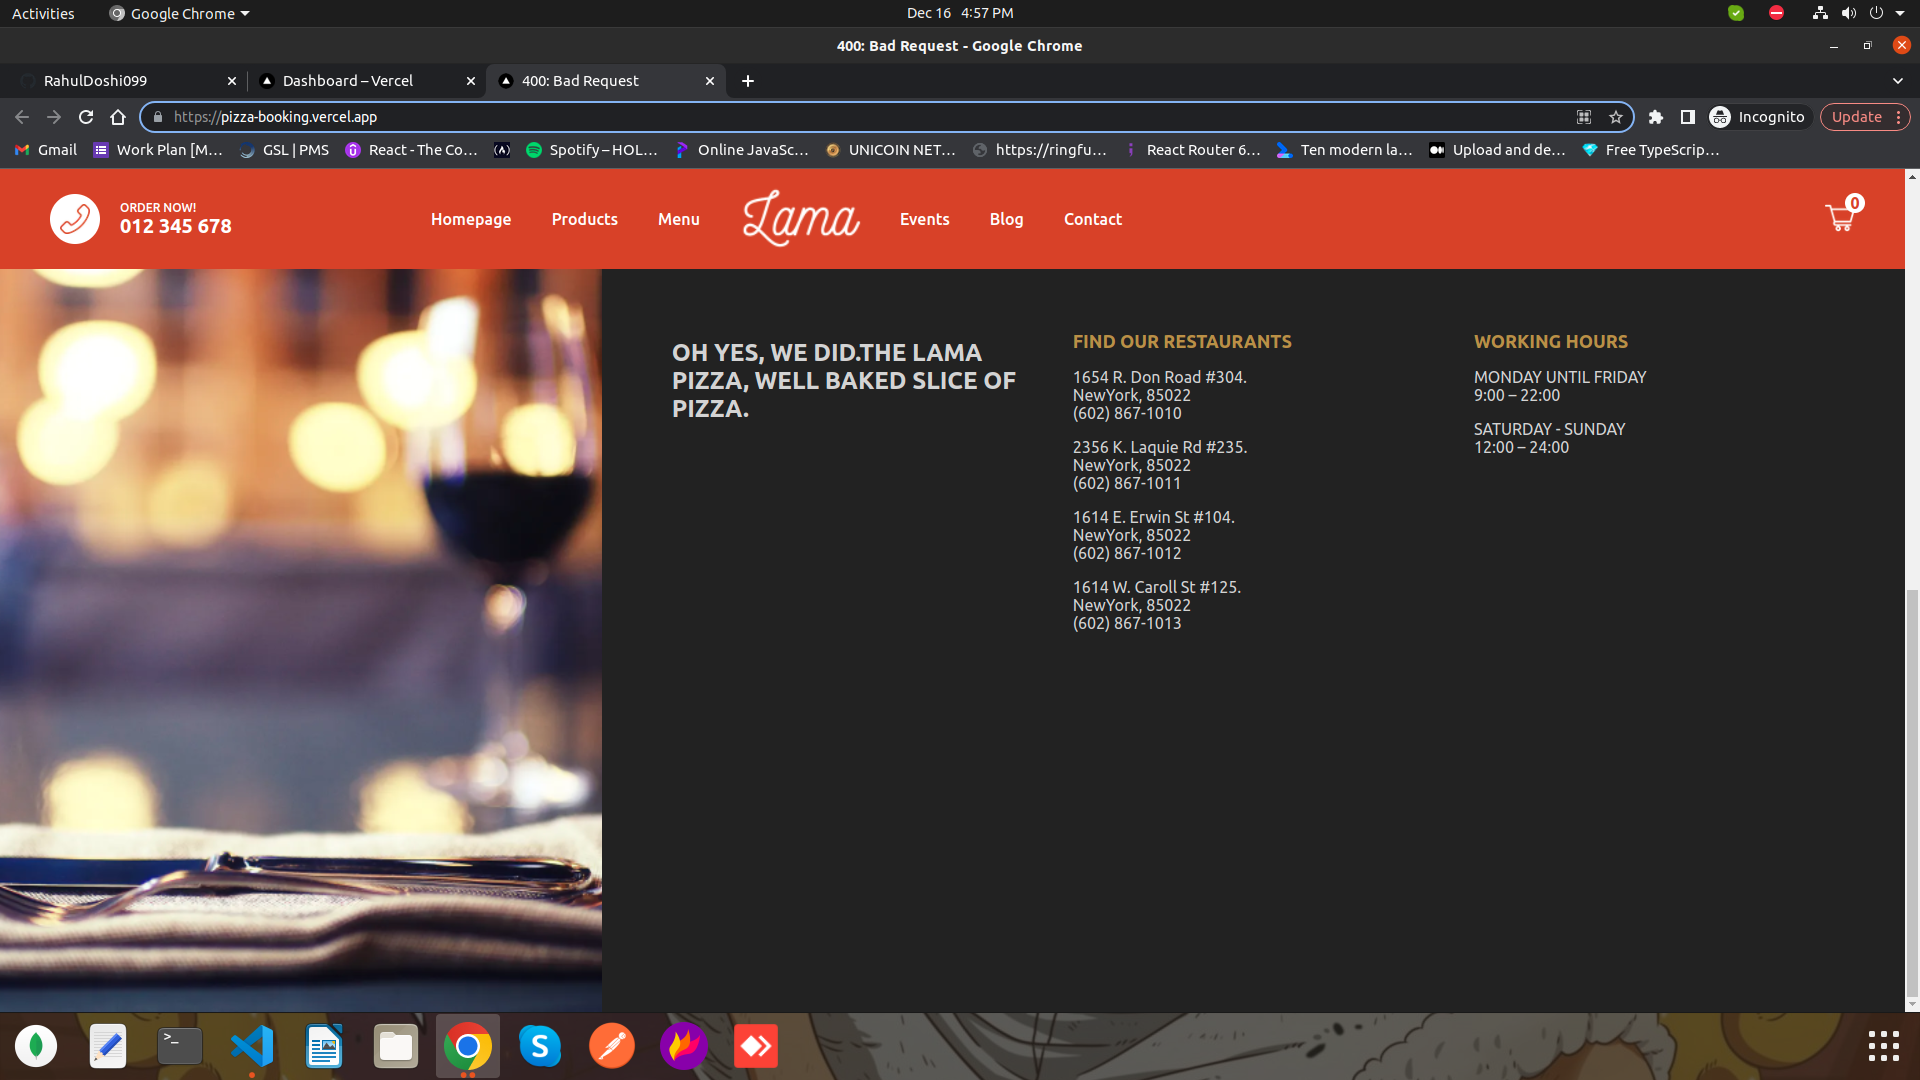 Activities
Google Chrome
Dec 16 4:57 PM
400: Bad Request - Google Chrome
RahulDoshi099
Dashboard – Vercel
400: Bad Request
https://pizza-booking.vercel.app
Incognito
Update
Gmail
Work Plan [M...
GSL | PMS
React - The Co...
Spotify – HOL...
Online JavaSc...
UNICOIN NET...
https://ringfu...
React Router 6...
Ten modern la...
Upload and de...
Free TypeScrip...
ORDER NOW!
012 345 678
Homepage
Products
Menu
Lama
Events
Blog
Contact
0
OH YES, WE DID.THE LAMA
PIZZA, WELL BAKED SLICE OF
PIZZA.
FIND OUR RESTAURANTS
1654 R. Don Road #304.
NewYork, 85022
(602) 867-1010
2356 K. Laquie Rd #235.
NewYork, 85022
(602) 867-1011
1614 E. Erwin St #104.
NewYork, 85022
(602) 867-1012
1614 W. Caroll St #125.
NewYork, 85022
(602) 867-1013
WORKING HOURS
MONDAY UNTIL FRIDAY
9:00 – 22:00
SATURDAY - SUNDAY
12:00 – 24:00